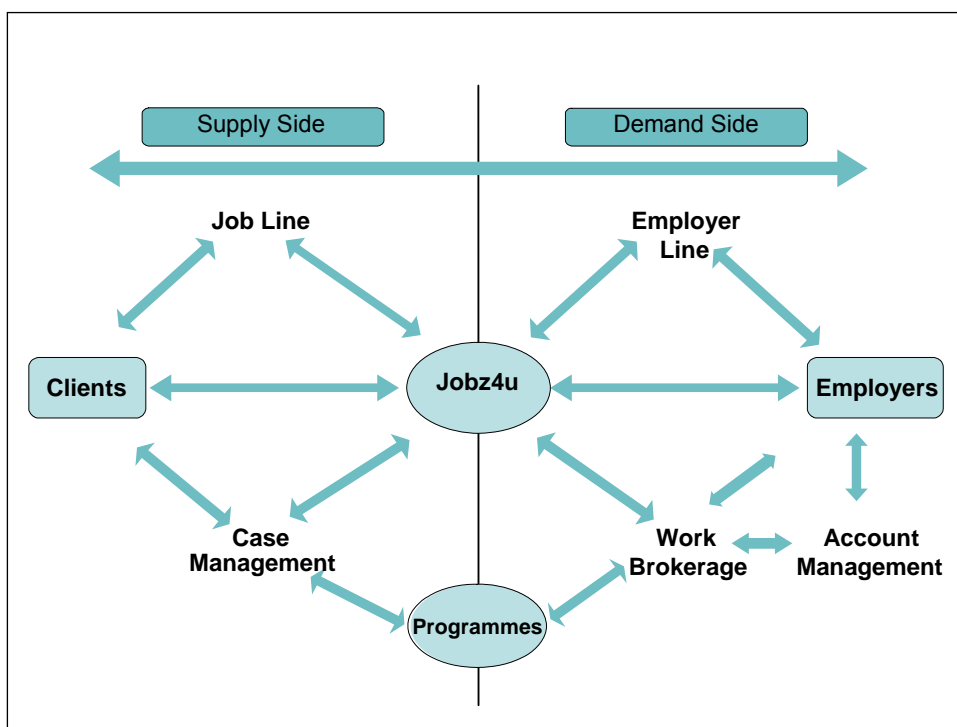 Supply Side
Demand Side
Job Line
Employer
Line
Clients
Jobz4u
Employers
Case
Management
Work
Brokerage
Account
Management
Programmes